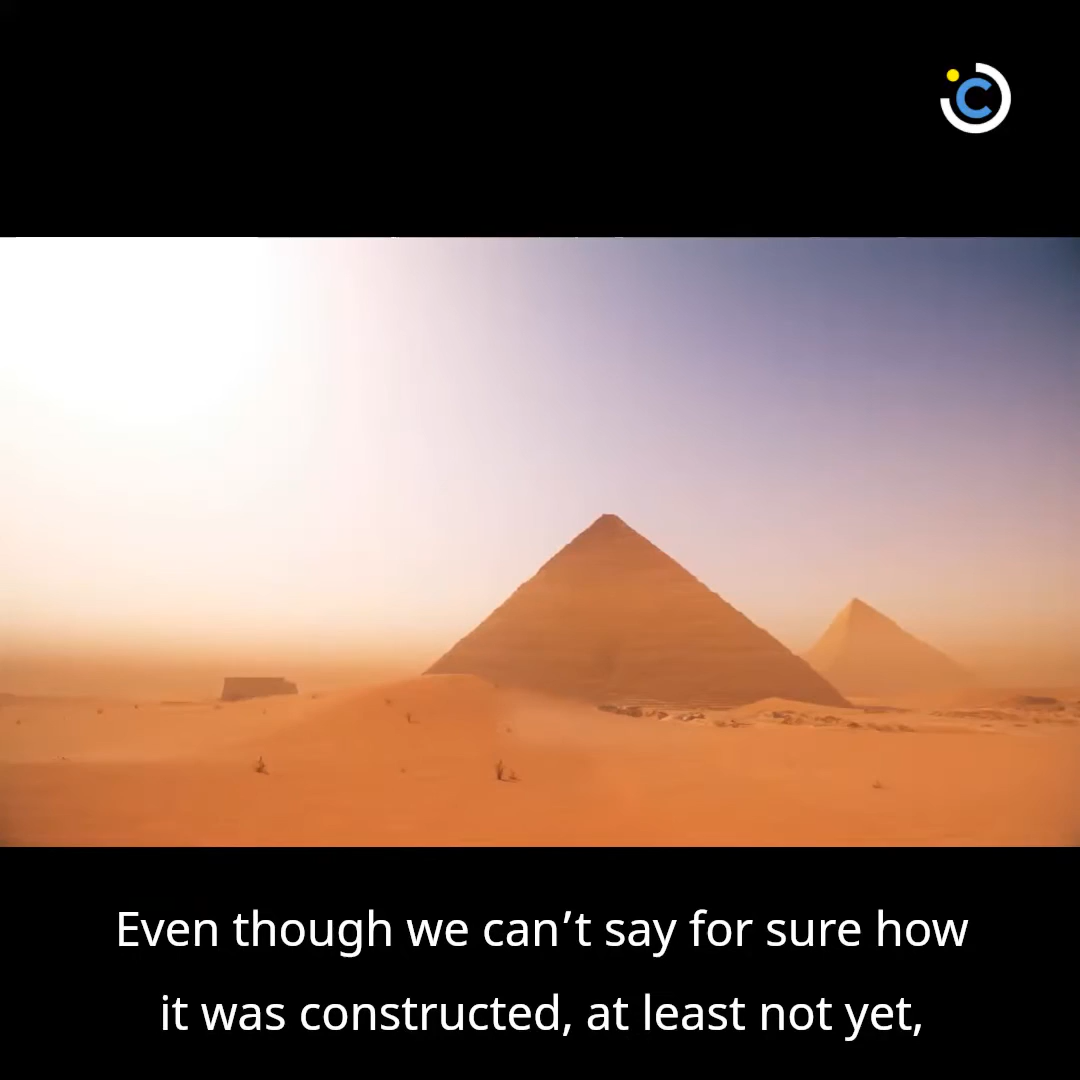 Even though we can’t say for sure how
it was constructed, at least not yet,